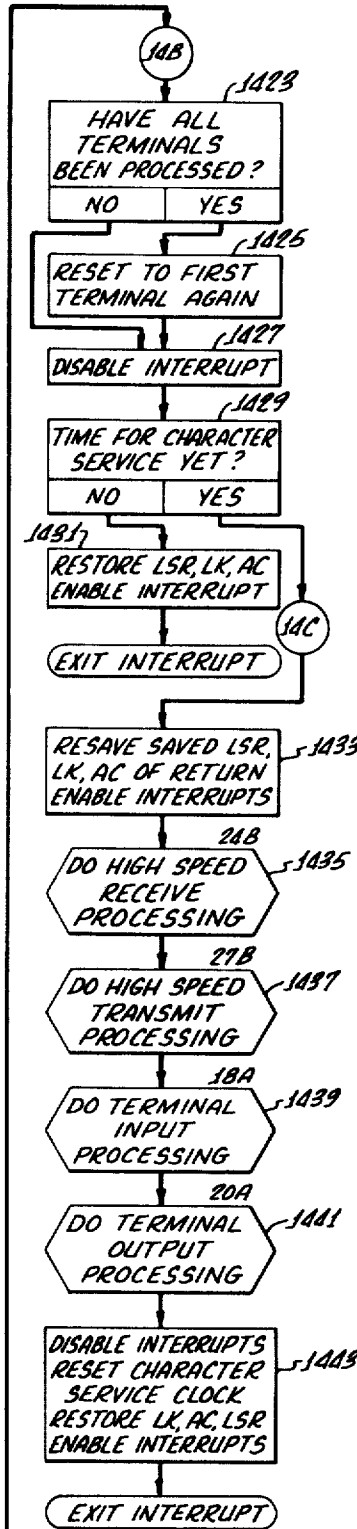 14B
1423
HAVE ALL
TERMINALS
BEEN PROCESSED?
NO YES
1425
RESET TO FIRST
TERMINAL AGAIN
1427
DISABLE INTERRUPT
1429
TIME FOR CHARACTER
SERVICE YET?
NO YES
1431
RESTORE LSR, LK, AC
ENABLE INTERRUPT
14C
EXIT INTERRUPT
RESAVE SAVED LSR,
LK, AC OF RETURN
ENABLE INTERRUPTS
1433
24B
DO HIGH SPEED
RECEIVE
PROCESSING
1435
27B
DO HIGH SPEED
TRANSMIT
PROCESSING
1437
18A
DO TERMINAL
INPUT
PROCESSING
1439
20A
DO TERMINAL
OUTPUT
PROCESSING
1441
DISABLE INTERRUPTS
RESET CHARACTER
SERVICE CLOCK
RESTORE LK, AC, LSR
ENABLE INTERRUPTS
1443
EXIT INTERRUPT